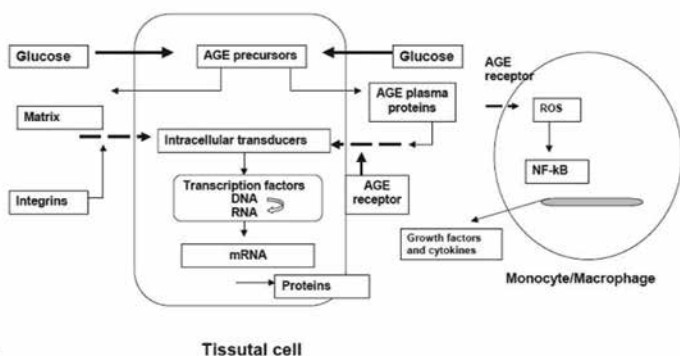 Glucose
AGE precursors
Glucose
Matrix
AGE plasma
proteins
Intracellular transducers
Integrins
Transcription factors
DNA
RNA
AGE
receptor
mRNA
Proteins
Tissutal cell
AGE
receptor
ROS
NF-kB
Growth factors
and cytokines
Monocyte/Macrophage